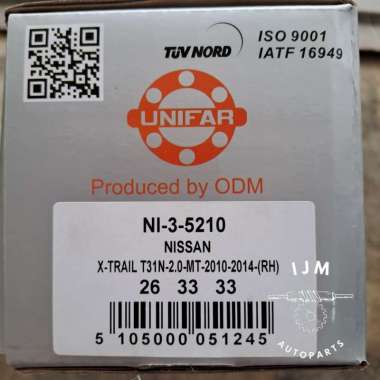 TÜV NORD
ISO 9001
IATF 16949
UNIFAR
Produced by ODM
NI-3-5210
NISSAN
X-TRAIL T31N-2.0-MT-2010-2014-(RH)
26 33 33
5 105000 051245
IJM
AUTOPARTS